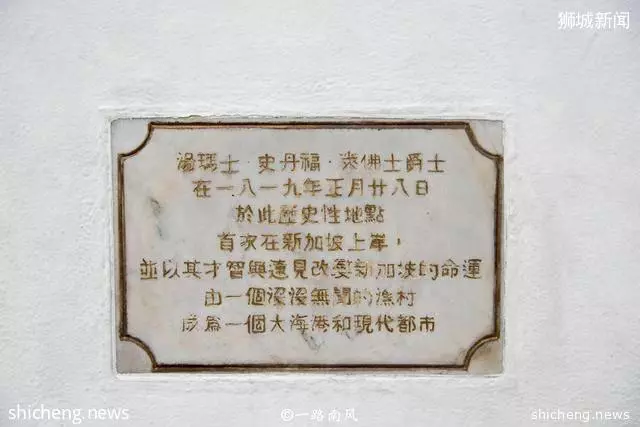 狮城新闻
湯瑪士·史丹福·萊佛士爵士
在一八一九年正月廿八日
於此歷史性地點
首次在新加坡上岸，
並以其才智與遠見改變新加坡的命運
由一個沒沒無聞的漁村
成爲一個大海港和現代都市
shicheng.news
©一路南风
shicheng.news